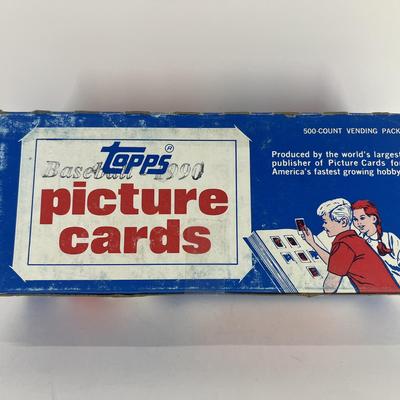 500-COUNT VENDING PACK
topps®
Baseball 1990
picture
cards
Produced by the world's largest
publisher of Picture Cards for
America's fastest growing hobby